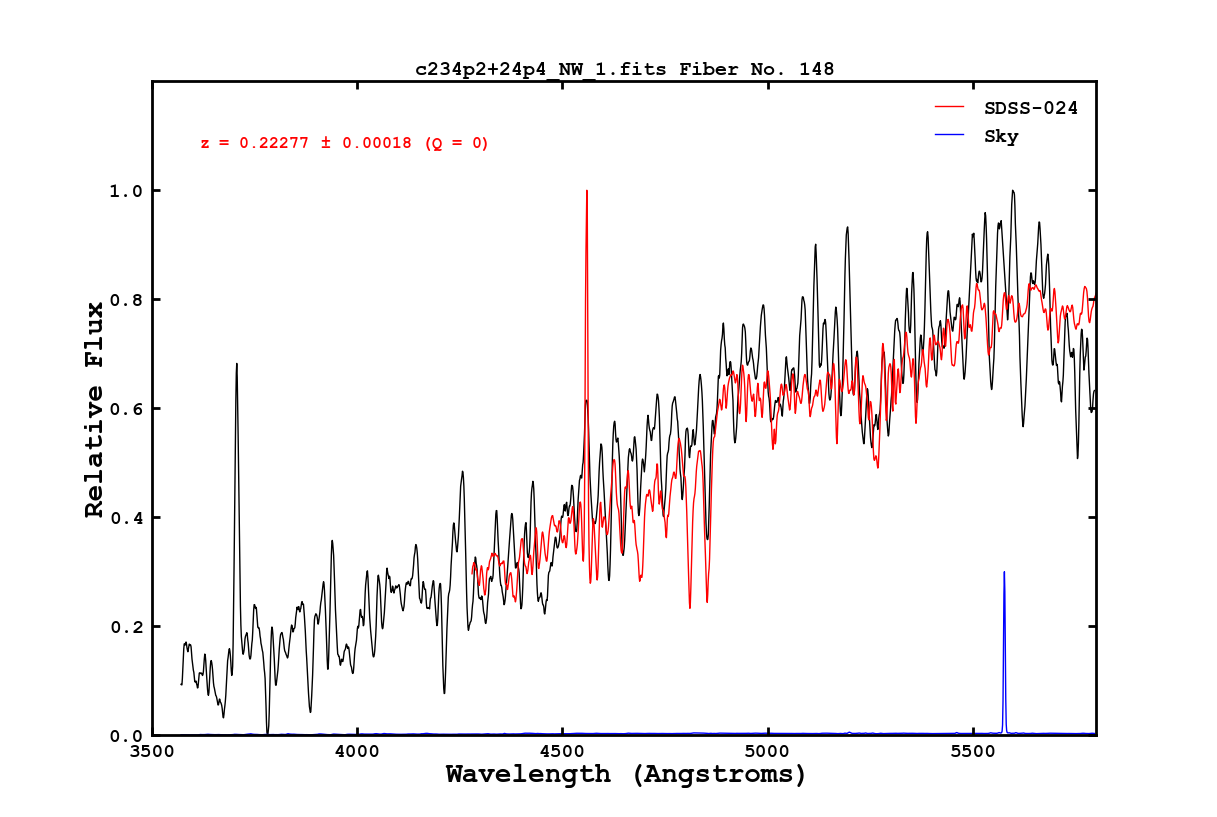 c234p2+24p4_NW_1.fits Fiber No. 148
SDSS-024
Sky
z = 0.22277 ± 0.00018 (Q = 0)
1.0
0.8
0.6
0.4
0.2
0.0
Relative Flux
3500 4000 4500 5000 5500
Wavelength (Angstroms)